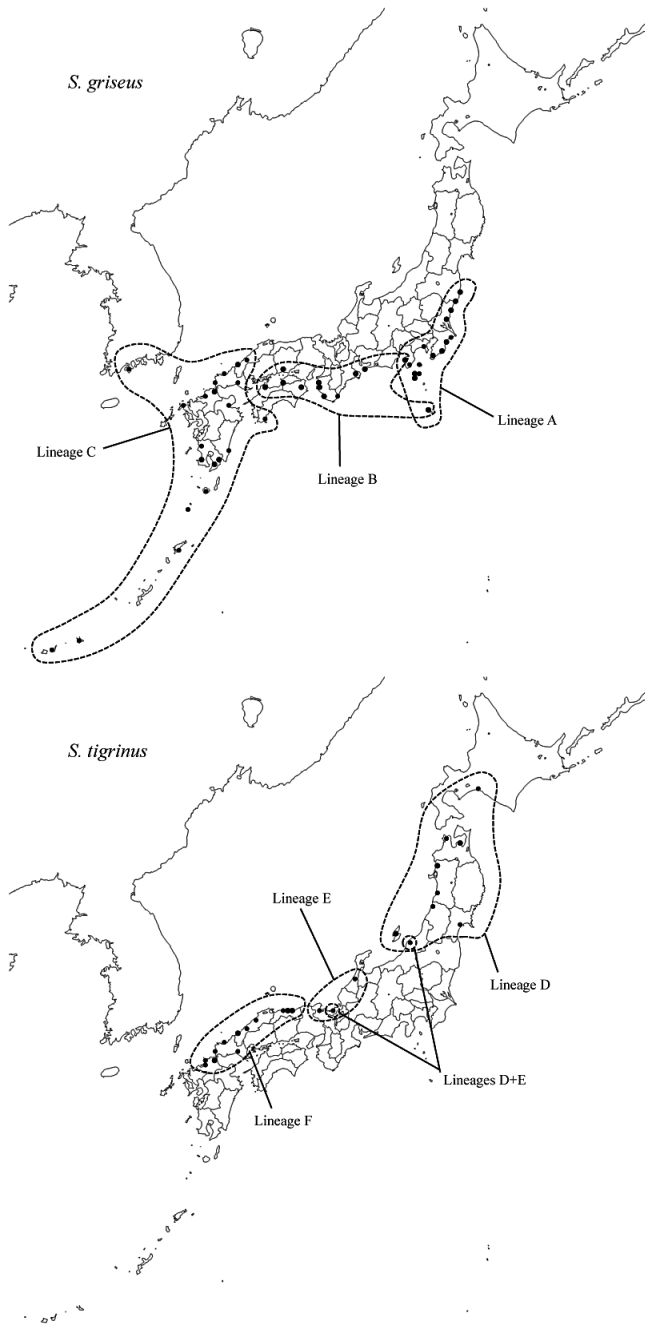 S. griseus
Lineage A
Lineage C
Lineage B
S. tigrinus
Lineage E
Lineage D
Lineages D+E
Lineage F